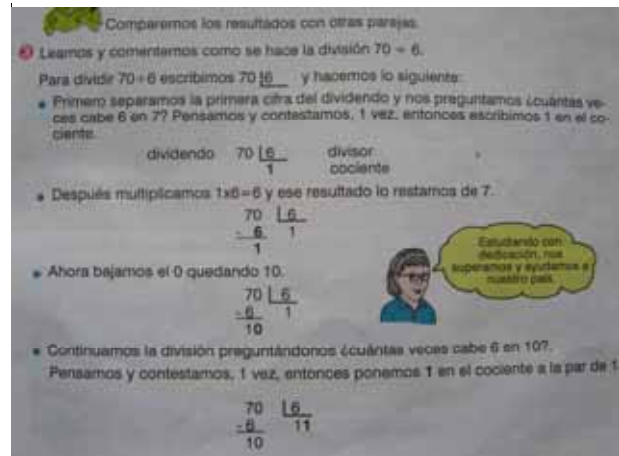 Comparemos los resultados con otras parejas.
Leamos y comentemos como se hace la división 70 ÷ 6.
Para dividir 70÷6 escribimos 70 |6 y hacemos lo siguiente:
• Primero separamos la primera cifra del dividendo y nos preguntamos ¿cuántas ve-
ces cabe 6 en 7? Pensamos y contestamos, 1 vez, entonces escribimos 1 en el co-
ciente.
dividendo 70 |6 divisor
1 cociente
• Después multiplicamos 1x6=6 y ese resultado lo restamos de 7.
70 |6
- 6 1
1
Estudiando con
dedicación, nos
superamos y ayudamos a
nuestro país.
• Ahora bajamos el 0 quedando 10.
70 |6
-6 1
10
• Continuamos la división preguntándonos ¿cuántas veces cabe 6 en 10?.
Pensamos y contestamos, 1 vez, entonces ponemos 1 en el cociente a la par de 1
70 |6
-6 11
10